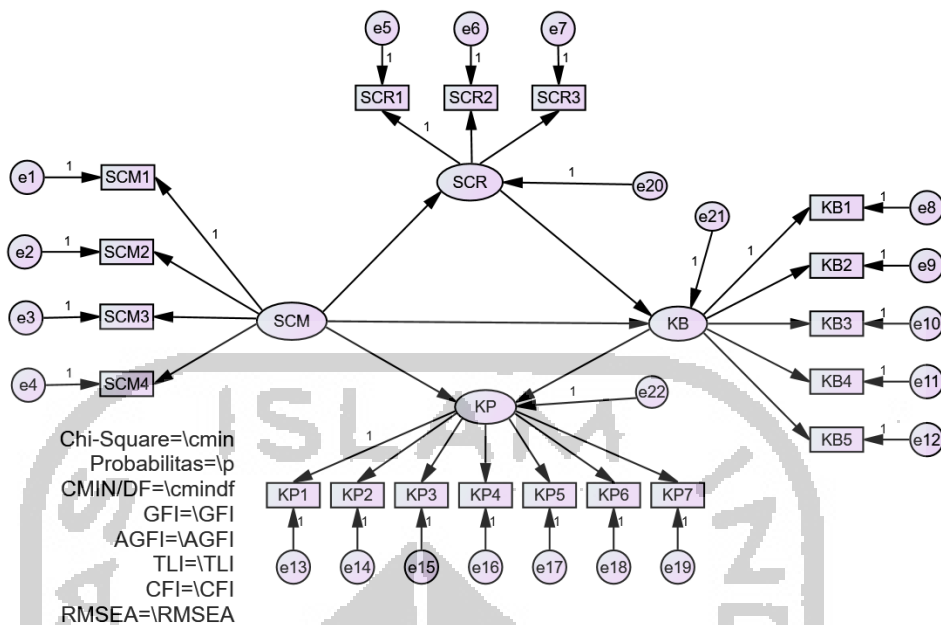 e5
e6
e7
1
1
1
SCR1
SCR2
SCR3
1
e1
1
SCM1
SCR
1
e20
e21
KB1
1
e8
1
1
e2
1
SCM2
1
KB2
1
e9
e3
1
SCM3
SCM
KB
KB3
1
e10
e4
1
SCM4
KB4
1
e11
KP
1
e22
KB5
1
e12
1
KP1
KP2
KP3
KP4
KP5
KP6
KP7
1
1
1
1
1
1
1
e13
e14
e15
e16
e17
e18
e19
Chi-Square=\cmin
Probabilitas=\p
CMIN/DF=\cmindf
GFI=\GFI
AGFI=\AGFI
TLI=\TLI
CFI=\CFI
RMSEA=\RMSEA
ISLAM